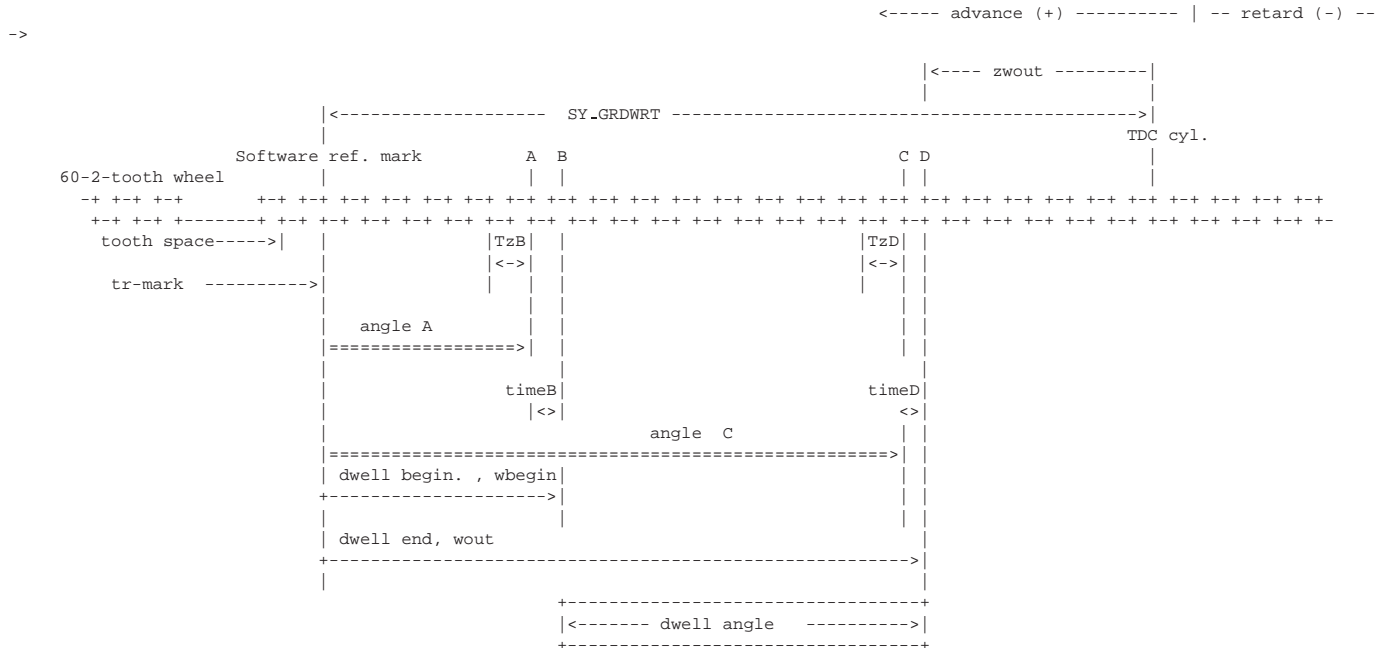 <----- advance (+) ---------- | -- retard (-) --
->
|<---- zwout ---------|
|<-------------------- SY_GRDWRT --------------------------------------------->|
TDC cyl.
Software ref. mark A B C D
60-2-tooth wheel
-+ +-+ +-+ +-+ +-+ +-+ +-+ +-+ +-+ +-+ +-+ +-+ +-+ +-+ +-+ +-+ +-+ +-+ +-+ +-+ +-+ +-+ +-+ +-+ +-+ +-+ +-+ +-+ +-+ +-+ +-+
+-+ +-+ +-------+ +-+ +-+ +-+ +-+ +-+ +-+ +-+ +-+ +-+ +-+ +-+ +-+ +-+ +-+ +-+ +-+ +-+ +-+ +-+ +-+ +-+ +-+ +-+ +-+ +-+ +-+ +-
tooth space----->| | |TzB| | |TzD| |
|<->| |<->|
tr-mark ---------->|
angle A
|==================>|
timeB| timeD|
|<>| <>|
angle C
|======================================================>|
| dwell begin. , wbegin|
+--------------------->|
| dwell end, wout
+-------------------------------------------------------->|
+----------------------------------+
|<------- dwell angle ---------->|
+----------------------------------+